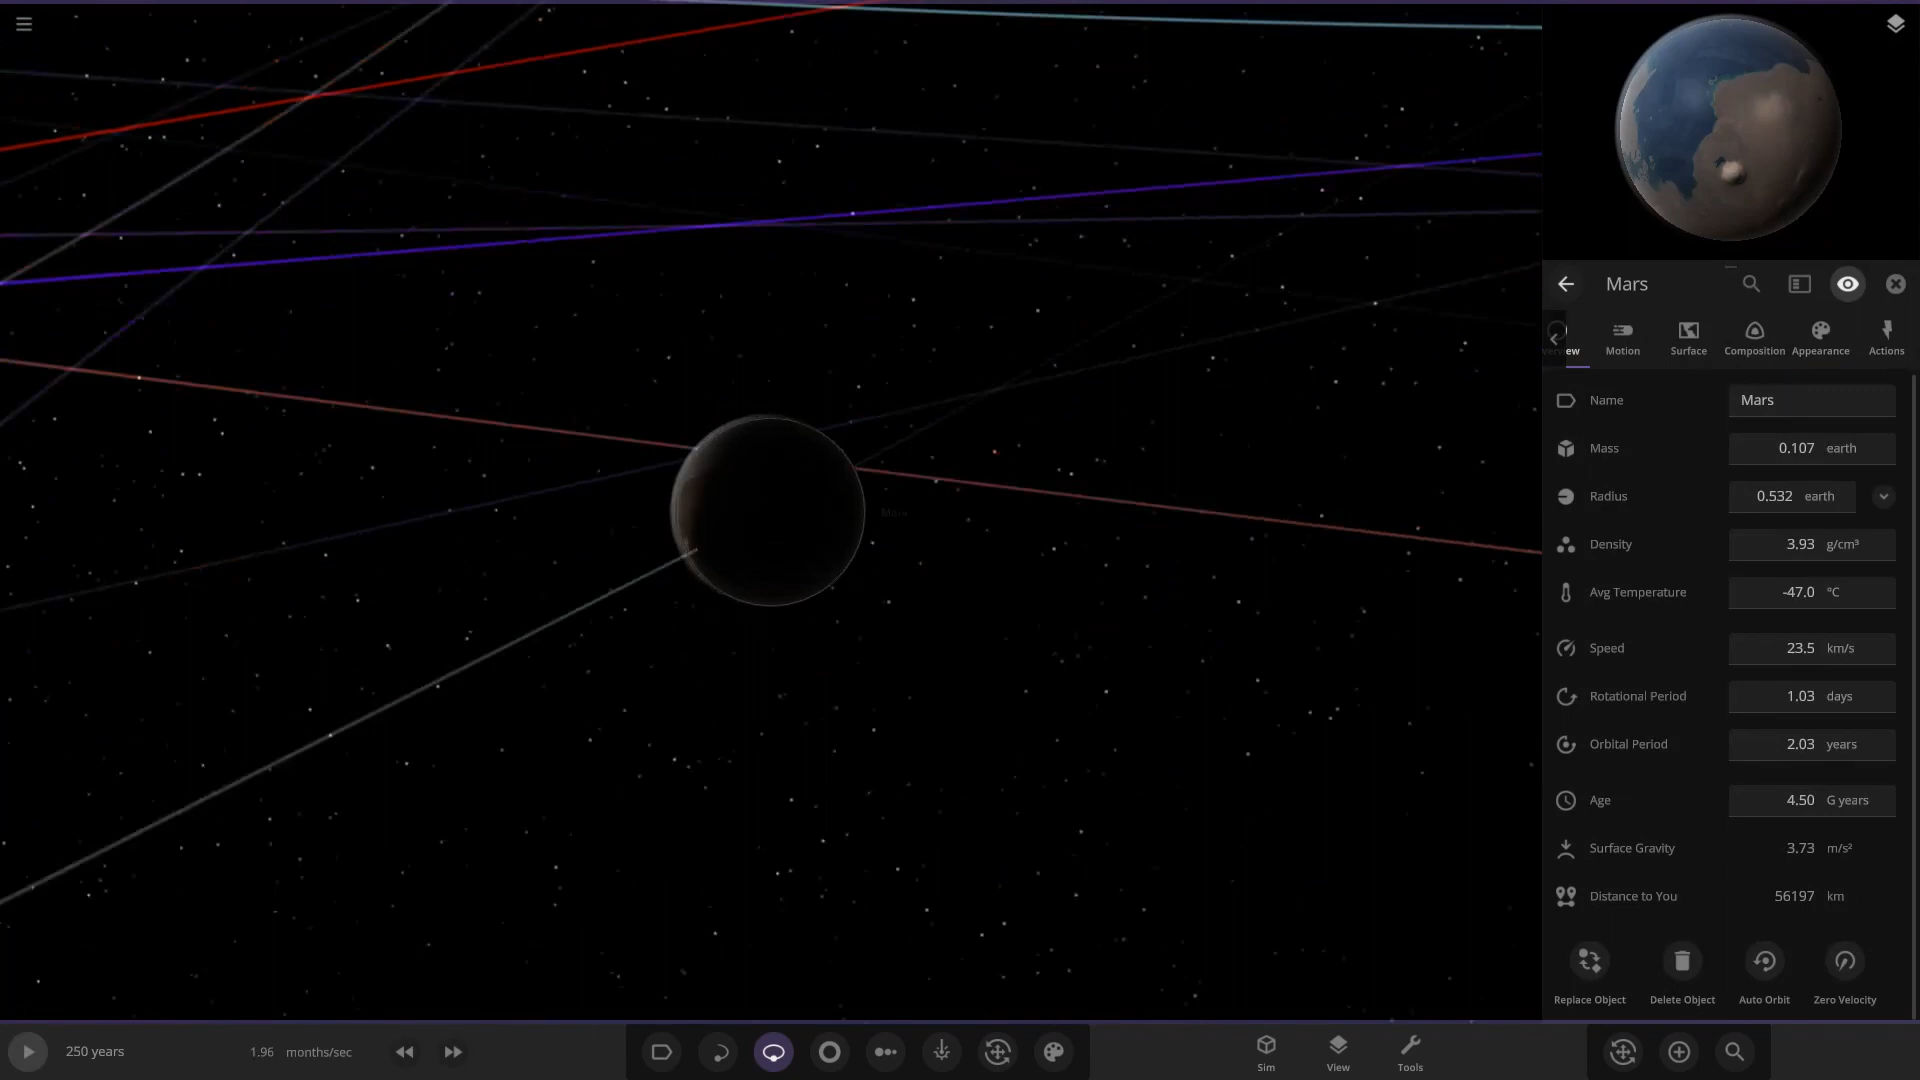 Mars
Mars
ew
Motion
Surface
Composition
Appearance
Actions
Name
Mars
Mass
0.107 earth
Radius
0.532 earth
Density
3.93 g/cm³
Avg Temperature
-47.0 °C
Speed
23.5 km/s
Rotational Period
1.03 days
Orbital Period
2.03 years
Age
4.50 G years
Surface Gravity
3.73 m/s²
Distance to You
56197 km
Replace Object
Delete Object
Auto Orbit
Zero Velocity
250 years
1.96 months/sec
Sim
View
Tools